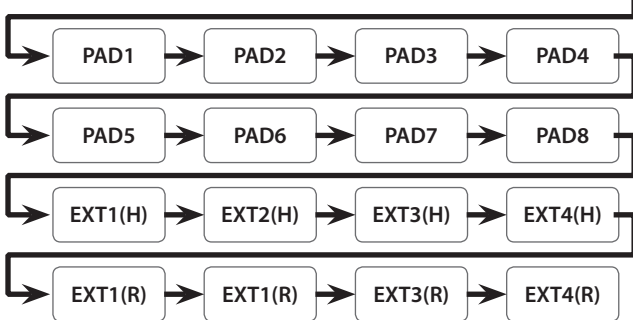 PAD1 PAD2 PAD3 PAD4
PAD5 PAD6 PAD7 PAD8
EXT1(H) EXT2(H) EXT3(H) EXT4(H)
EXT1(R) EXT1(R) EXT3(R) EXT4(R)